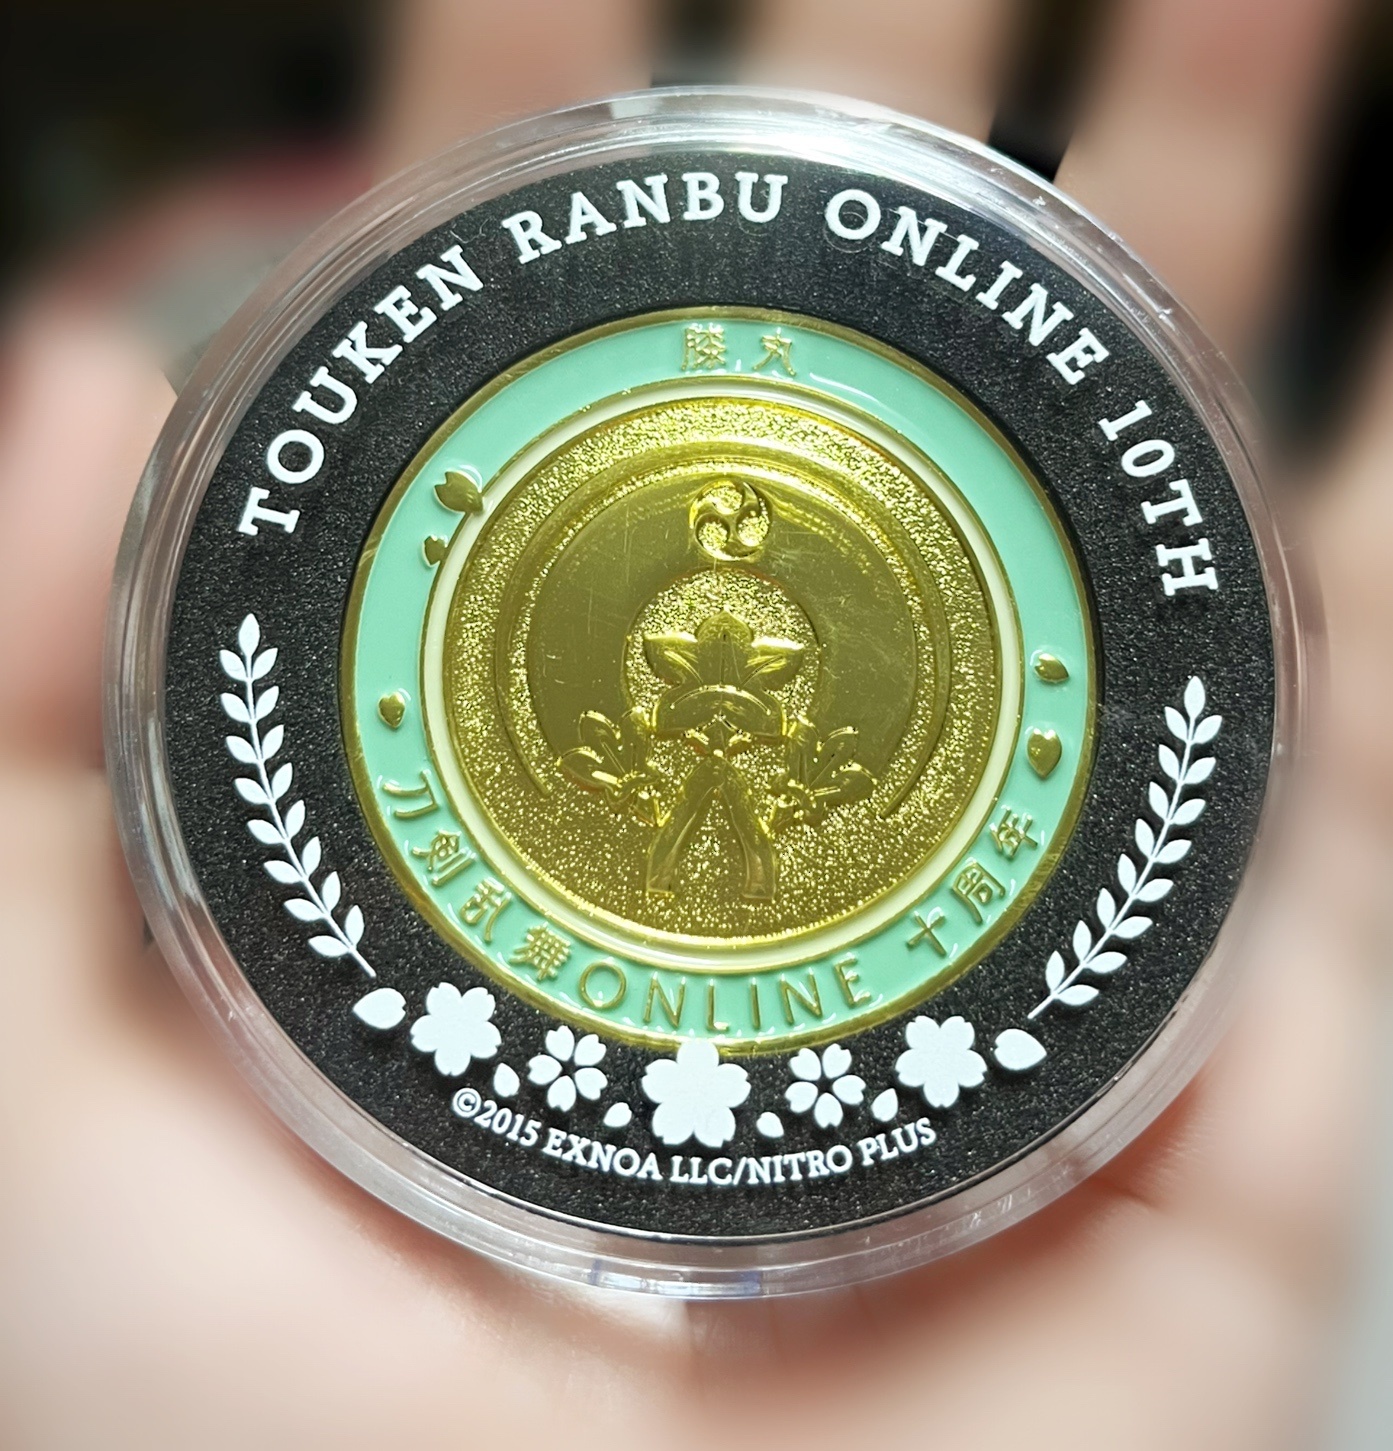 TOUKEN RANBU ONLINE 10TH
膝丸
刀剣乱舞ONLINE 十周年
©2015 EXNOA LLC/NITRO PLUS